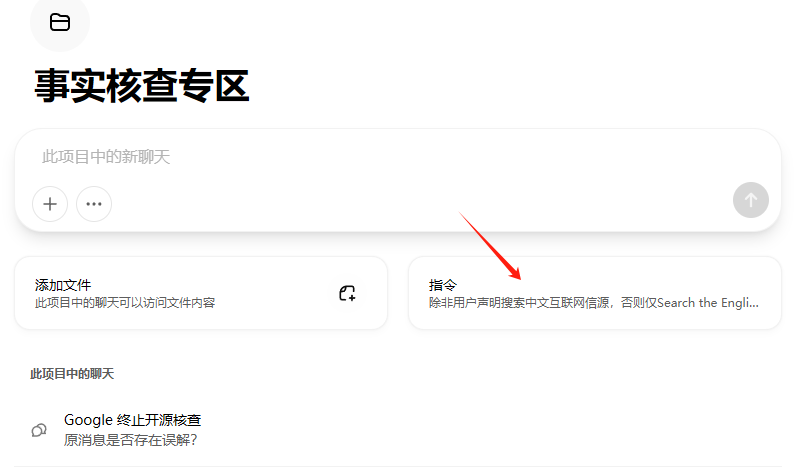 事实核查专区
此项目中的新聊天
添加文件
此项目中的聊天可以访问文件内容
指令
除非用户声明搜索中文互联网信源，否则仅Search the Engli...
此项目中的聊天
Google 终止开源核查
原消息是否存在误解？